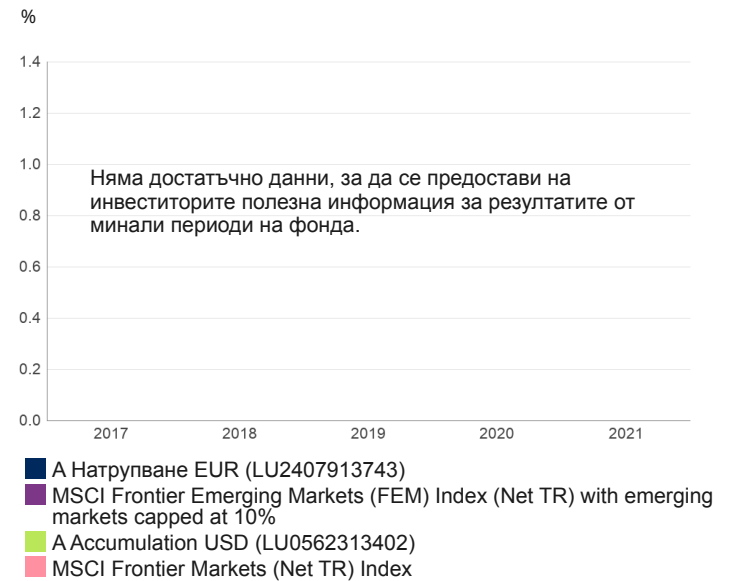 %
1.4
1.2
1.0
Няма достатъчно данни, за да се предостави на
инвеститорите полезна информация за резултатите от
минали периоди на фонда.
0.8
0.6
0.4
0.2
0.0
2017 2018 2019 2020 2021
А Натрупване EUR (LU2407913743)
MSCI Frontier Emerging Markets (FEM) Index (Net TR) with emerging
markets capped at 10%
A Accumulation USD (LU0562313402)
MSCI Frontier Markets (Net TR) Index